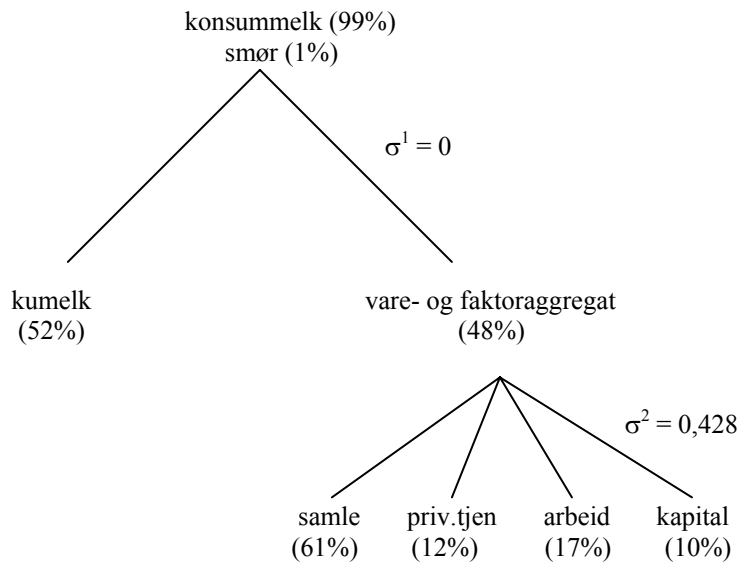 konsummelk (99%)
smør (1%)
σ¹ = 0
kumelk
(52%)
vare- og faktoraggregat
(48%)
σ² = 0,428
samle priv.tjen arbeid kapital
(61%) (12%) (17%) (10%)